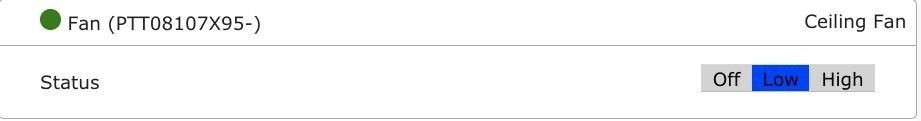 Fan (PTT08107X95-) Ceiling Fan
Status Off Low High